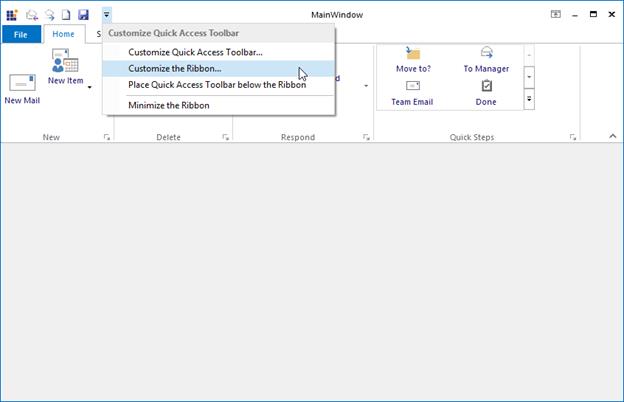 MainWindow
File
Home
S
Customize Quick Access Toolbar
Customize Quick Access Toolbar...
Customize the Ribbon...
Place Quick Access Toolbar below the Ribbon
Minimize the Ribbon
New Mail
New Item
d
Move to?
To Manager
Team Email
Done
New
Delete
Respond
Quick Steps